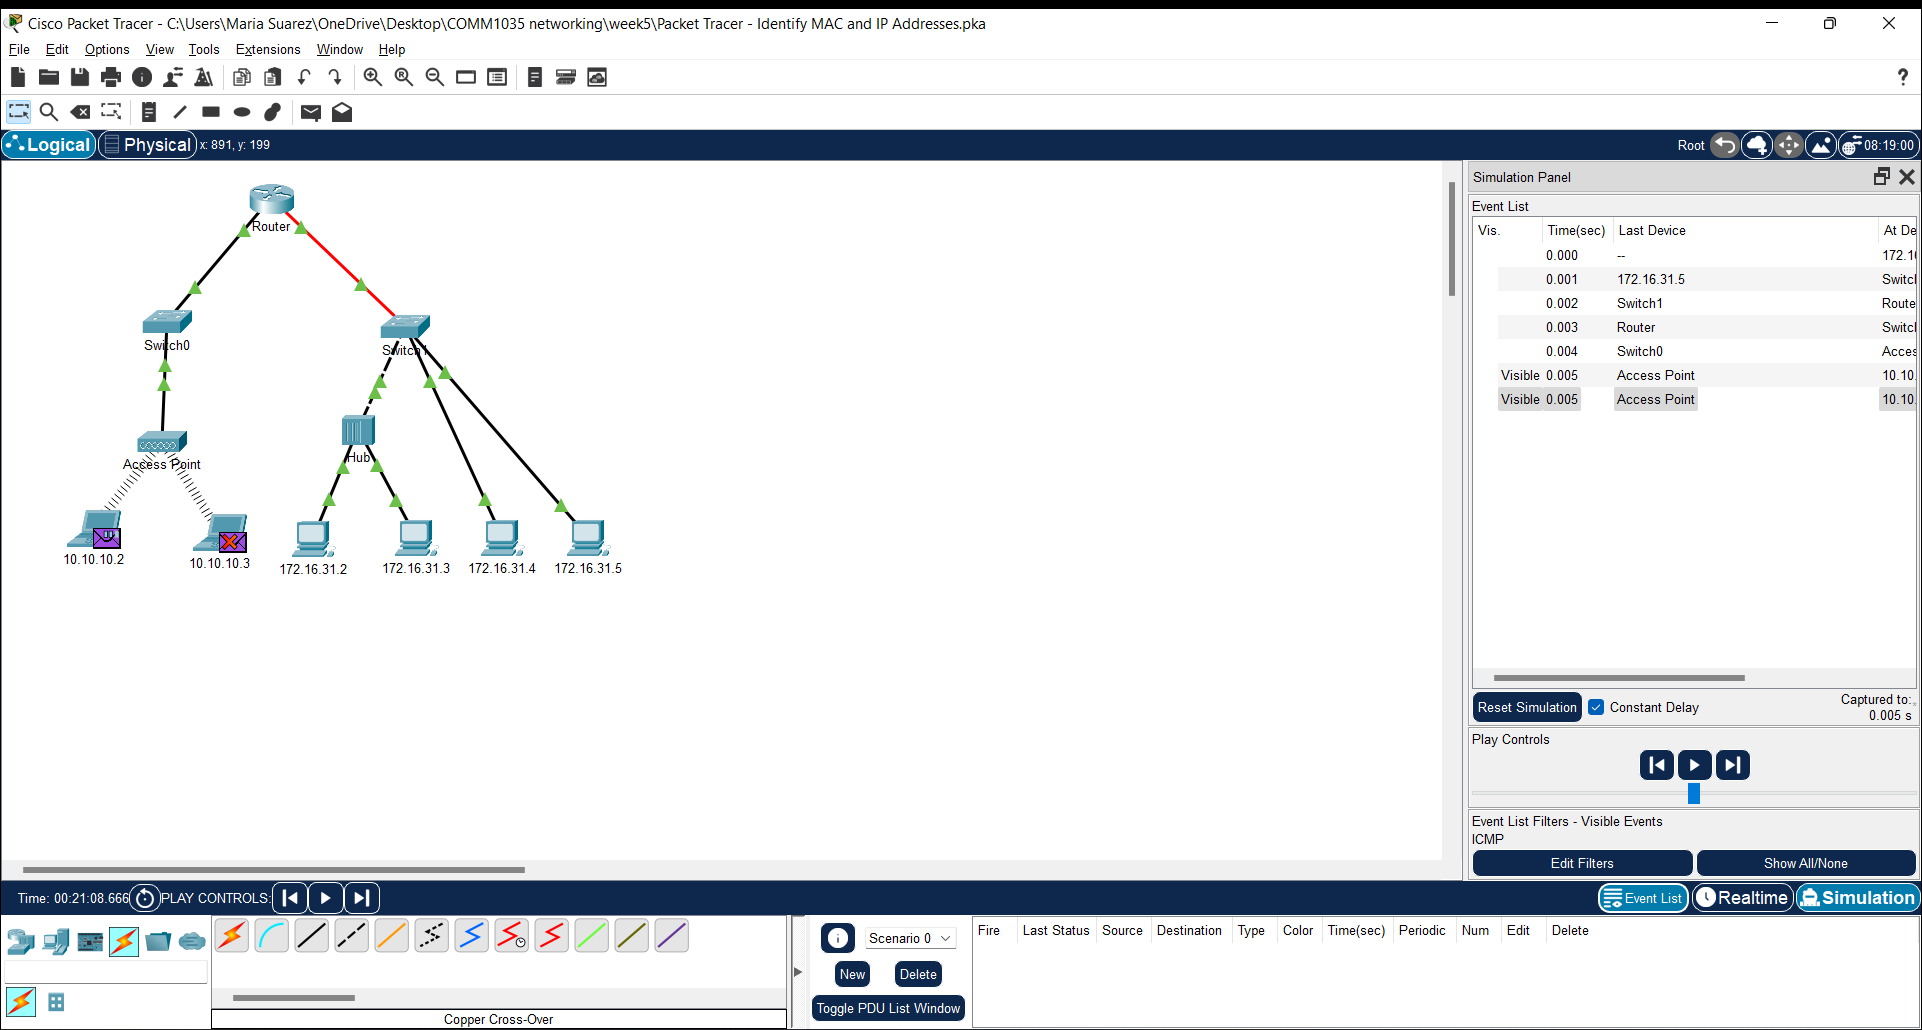 Cisco Packet Tracer - C:\Users\Maria Suarez\OneDrive\Desktop\COMM1035 networking\week5\Packet Tracer - Identify MAC and IP Addresses.pka
File Edit Options View Tools Extensions Window Help
Logical Physical x: 891, y: 199 Root 08:19:00
Router
Switch0
Switch1
Access Point
Hub
10.10.10.2
10.10.10.3
172.16.31.2
172.16.31.3
172.16.31.4
172.16.31.5
Simulation Panel
Event List
Vis. Time(sec) Last Device At De
0.000 -- 172.16
0.001 172.16.31.5 Switcl
0.002 Switch1 Route
0.003 Router Switcl
0.004 Switch0 Acces
Visible 0.005 Access Point 10.10.
Visible 0.005 Access Point 10.10.
Reset Simulation Constant Delay Captured to:
0.005 s
Play Controls
Event List Filters - Visible Events
ICMP
Edit Filters Show All/None
Time: 00:21:08.666 PLAY CONTROLS: Event List Realtime Simulation
Scenario 0
New Delete
Toggle PDU List Window
Fire Last Status Source Destination Type Color Time(sec) Periodic Num Edit Delete
Copper Cross-Over